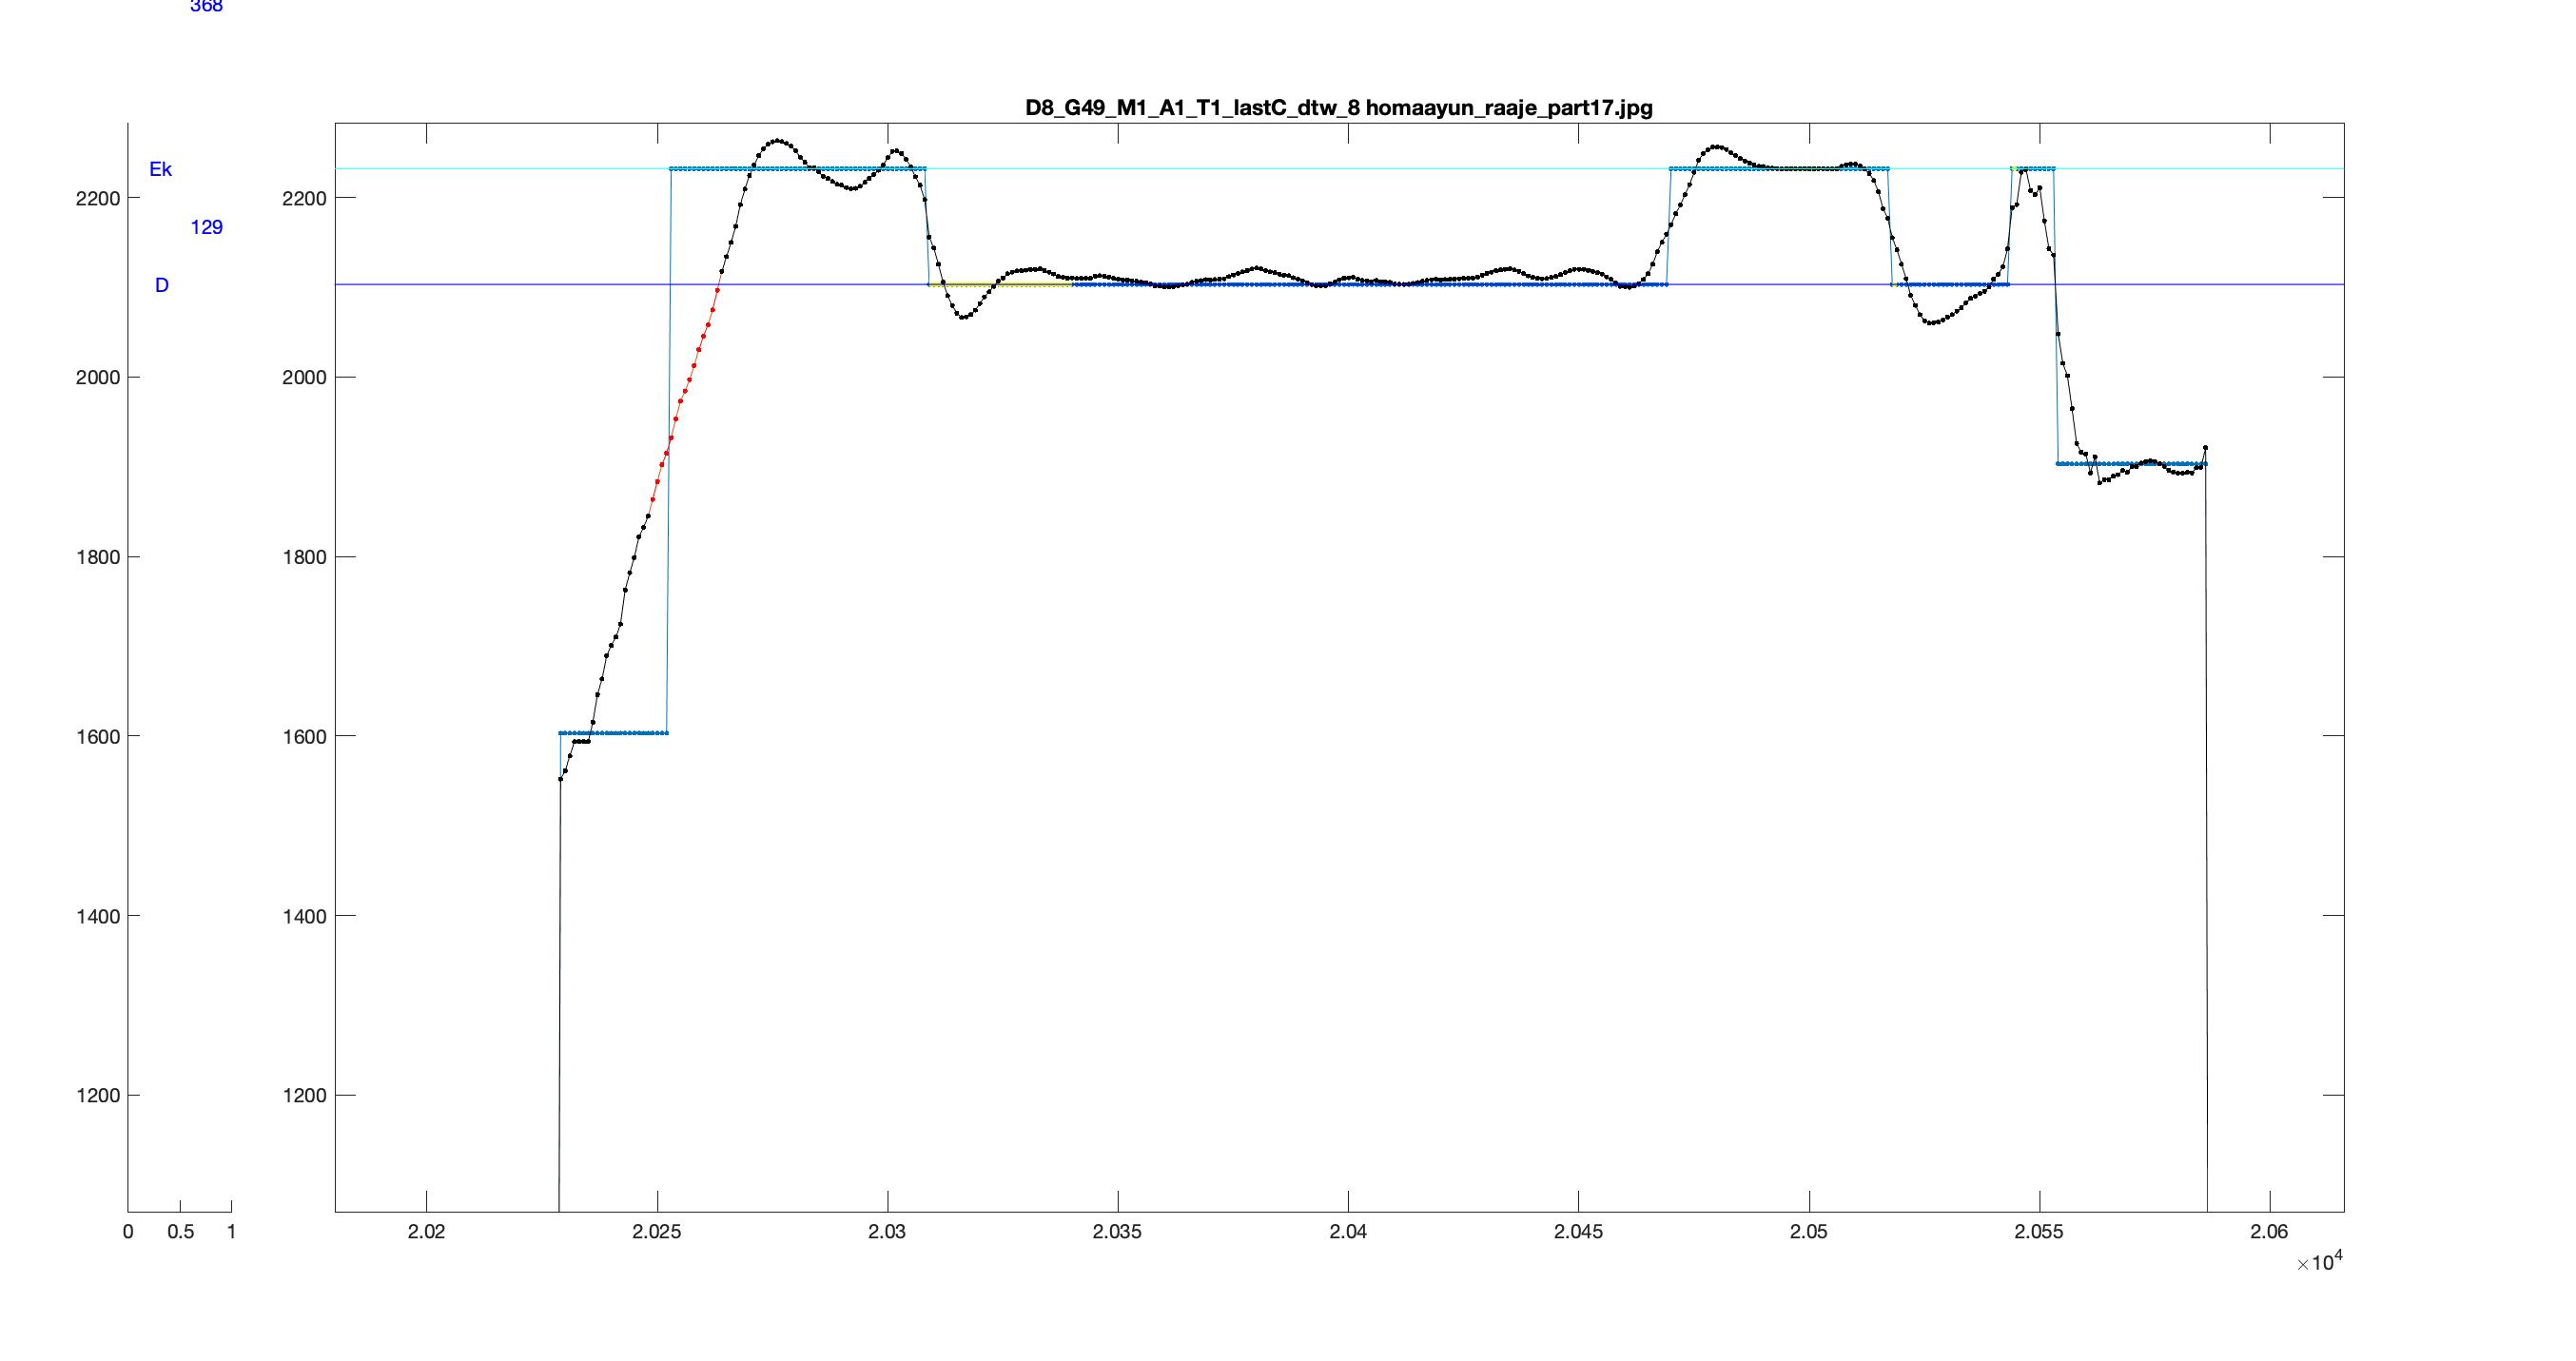 368
D8_G49_M1_A1_T1_lastC_dtw_8 homaayun_raaje_part17.jpg
Ek
2200 2200
129
D
2000 2000
1800 1800
1600 1600
1400 1400
1200 1200
0 0.5 1 2.02 2.025 2.03 2.035 2.04 2.045 2.05 2.055 2.06
×10^4